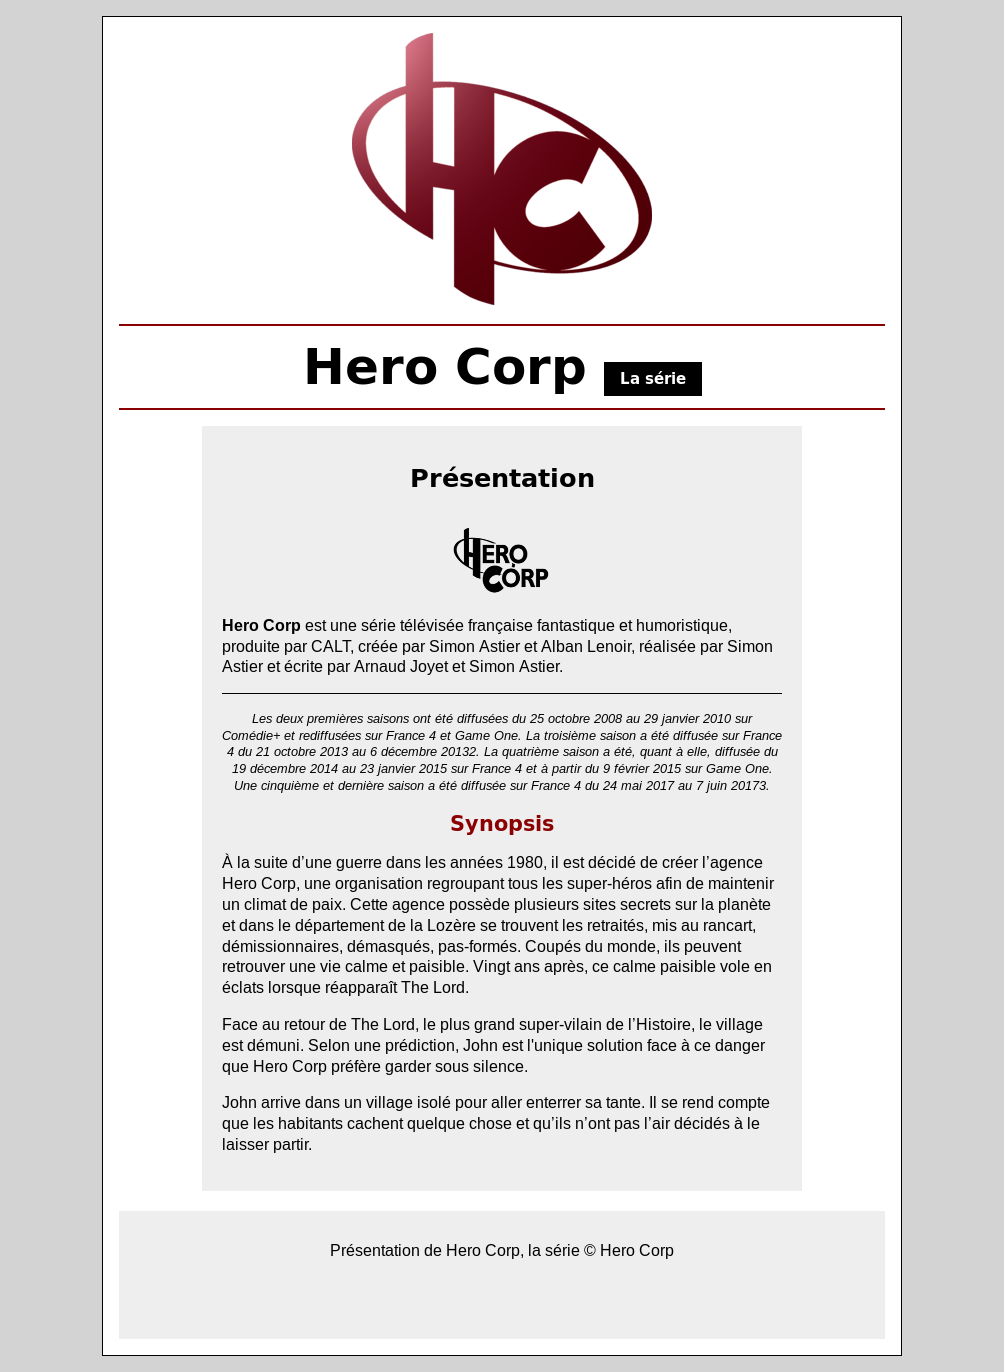 HC
Hero Corp La série
Présentation
HERO
CORP
Hero Corp est une série télévisée française fantastique et humoristique,
produite par CALT, créée par Simon Astier et Alban Lenoir, réalisée par Simon
Astier et écrite par Arnaud Joyet et Simon Astier.
Les deux premières saisons ont été diffusées du 25 octobre 2008 au 29 janvier 2010 sur
Comédie+ et rediffusées sur France 4 et Game One. La troisième saison a été diffusée sur France
4 du 21 octobre 2013 au 6 décembre 20132. La quatrième saison a été, quant à elle, diffusée du
19 décembre 2014 au 23 janvier 2015 sur France 4 et à partir du 9 février 2015 sur Game One.
Une cinquième et dernière saison a été diffusée sur France 4 du 24 mai 2017 au 7 juin 20173.
Synopsis
À la suite d’une guerre dans les années 1980, il est décidé de créer l’agence
Hero Corp, une organisation regroupant tous les super-héros afin de maintenir
un climat de paix. Cette agence possède plusieurs sites secrets sur la planète
et dans le département de la Lozère se trouvent les retraités, mis au rancart,
démissionnaires, démasqués, pas-formés. Coupés du monde, ils peuvent
retrouver une vie calme et paisible. Vingt ans après, ce calme paisible vole en
éclats lorsque réapparaît The Lord.
Face au retour de The Lord, le plus grand super-vilain de l’Histoire, le village
est démuni. Selon une prédiction, John est l'unique solution face à ce danger
que Hero Corp préfère garder sous silence.
John arrive dans un village isolé pour aller enterrer sa tante. Il se rend compte
que les habitants cachent quelque chose et qu’ils n’ont pas l’air décidés à le
laisser partir.
Présentation de Hero Corp, la série © Hero Corp